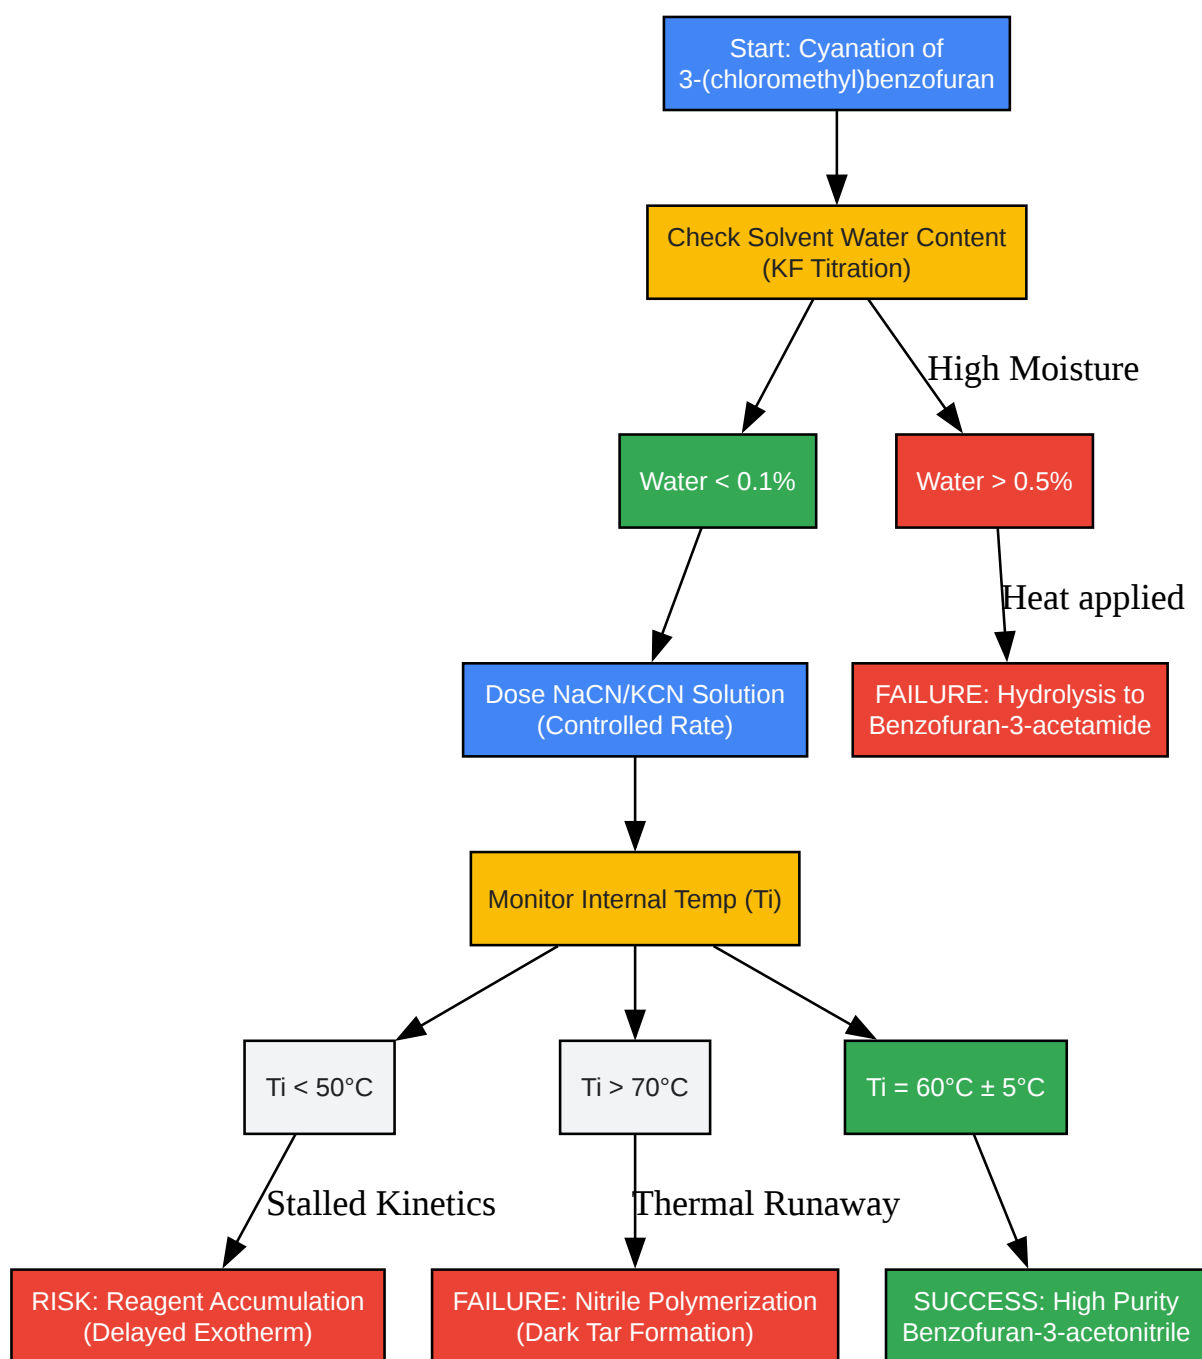 Start: Cyanation of
3-(chloromethyl)benzofuran
Check Solvent Water Content
(KF Titration)
High Moisture
Water < 0.1%
Water > 0.5%
Heat applied
Dose NaCN/KCN Solution
(Controlled Rate)
FAILURE: Hydrolysis to
Benzofuran-3-acetamide
Monitor Internal Temp (Ti)
Ti < 50°C
Ti > 70°C
Ti = 60°C ± 5°C
Stalled Kinetics
Thermal Runaway
RISK: Reagent Accumulation
(Delayed Exotherm)
FAILURE: Nitrile Polymerization
(Dark Tar Formation)
SUCCESS: High Purity
Benzofuran-3-acetonitrile